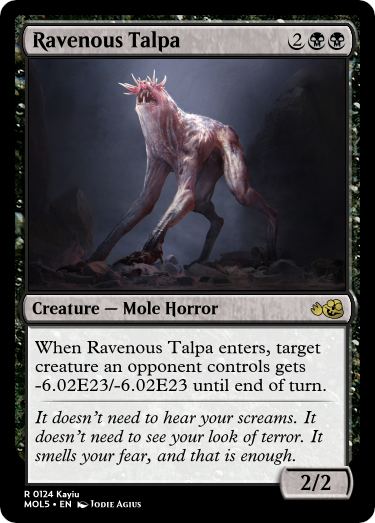 Ravenous Talpa 2
Creature — Mole Horror
When Ravenous Talpa enters, target
creature an opponent controls gets
-6.02E23/-6.02E23 until end of turn.
It doesn't need to hear your screams. It
doesn't need to see your look of terror. It
smells your fear, and that is enough.
2/2
R 0124 Kayiu
MOL5 • EN Jodie Agius